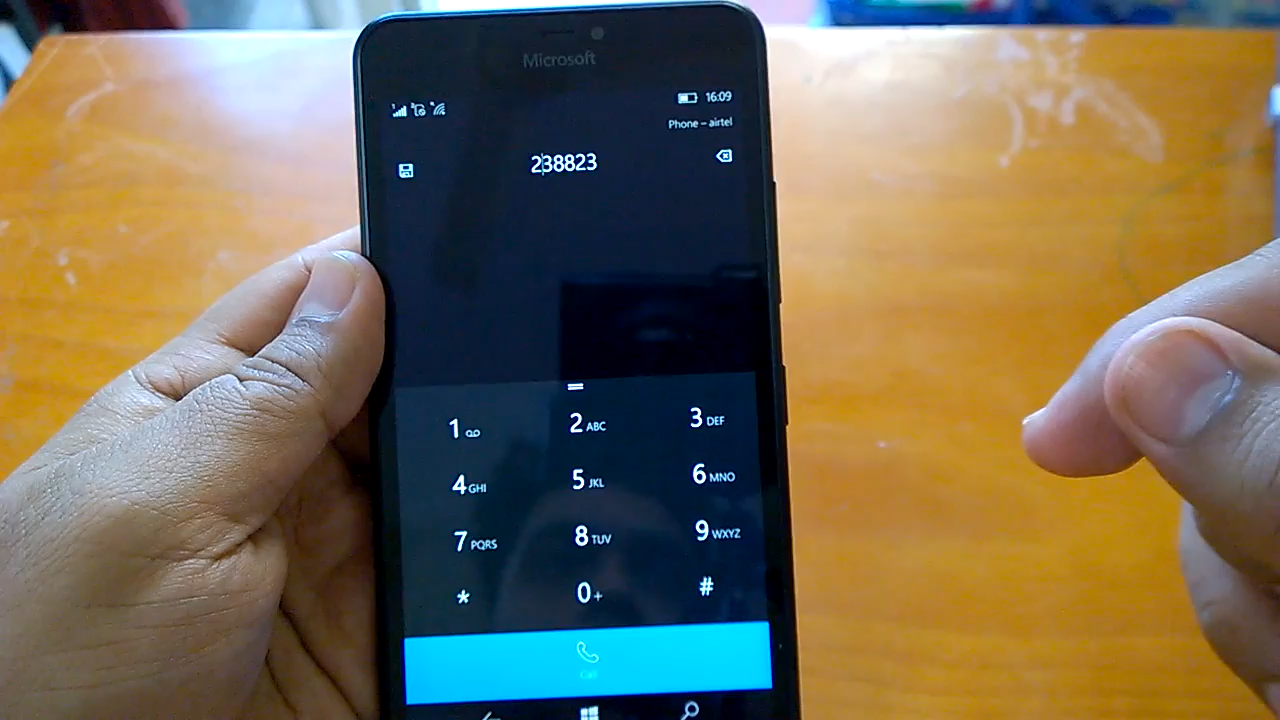 Microsoft
16:09
Phone – airtel
238823
1
2 ABC
3 DEF
4 GHI
5 JKL
6 MNO
7 PQRS
8 TUV
9 WXYZ
*
0 +
#
Call